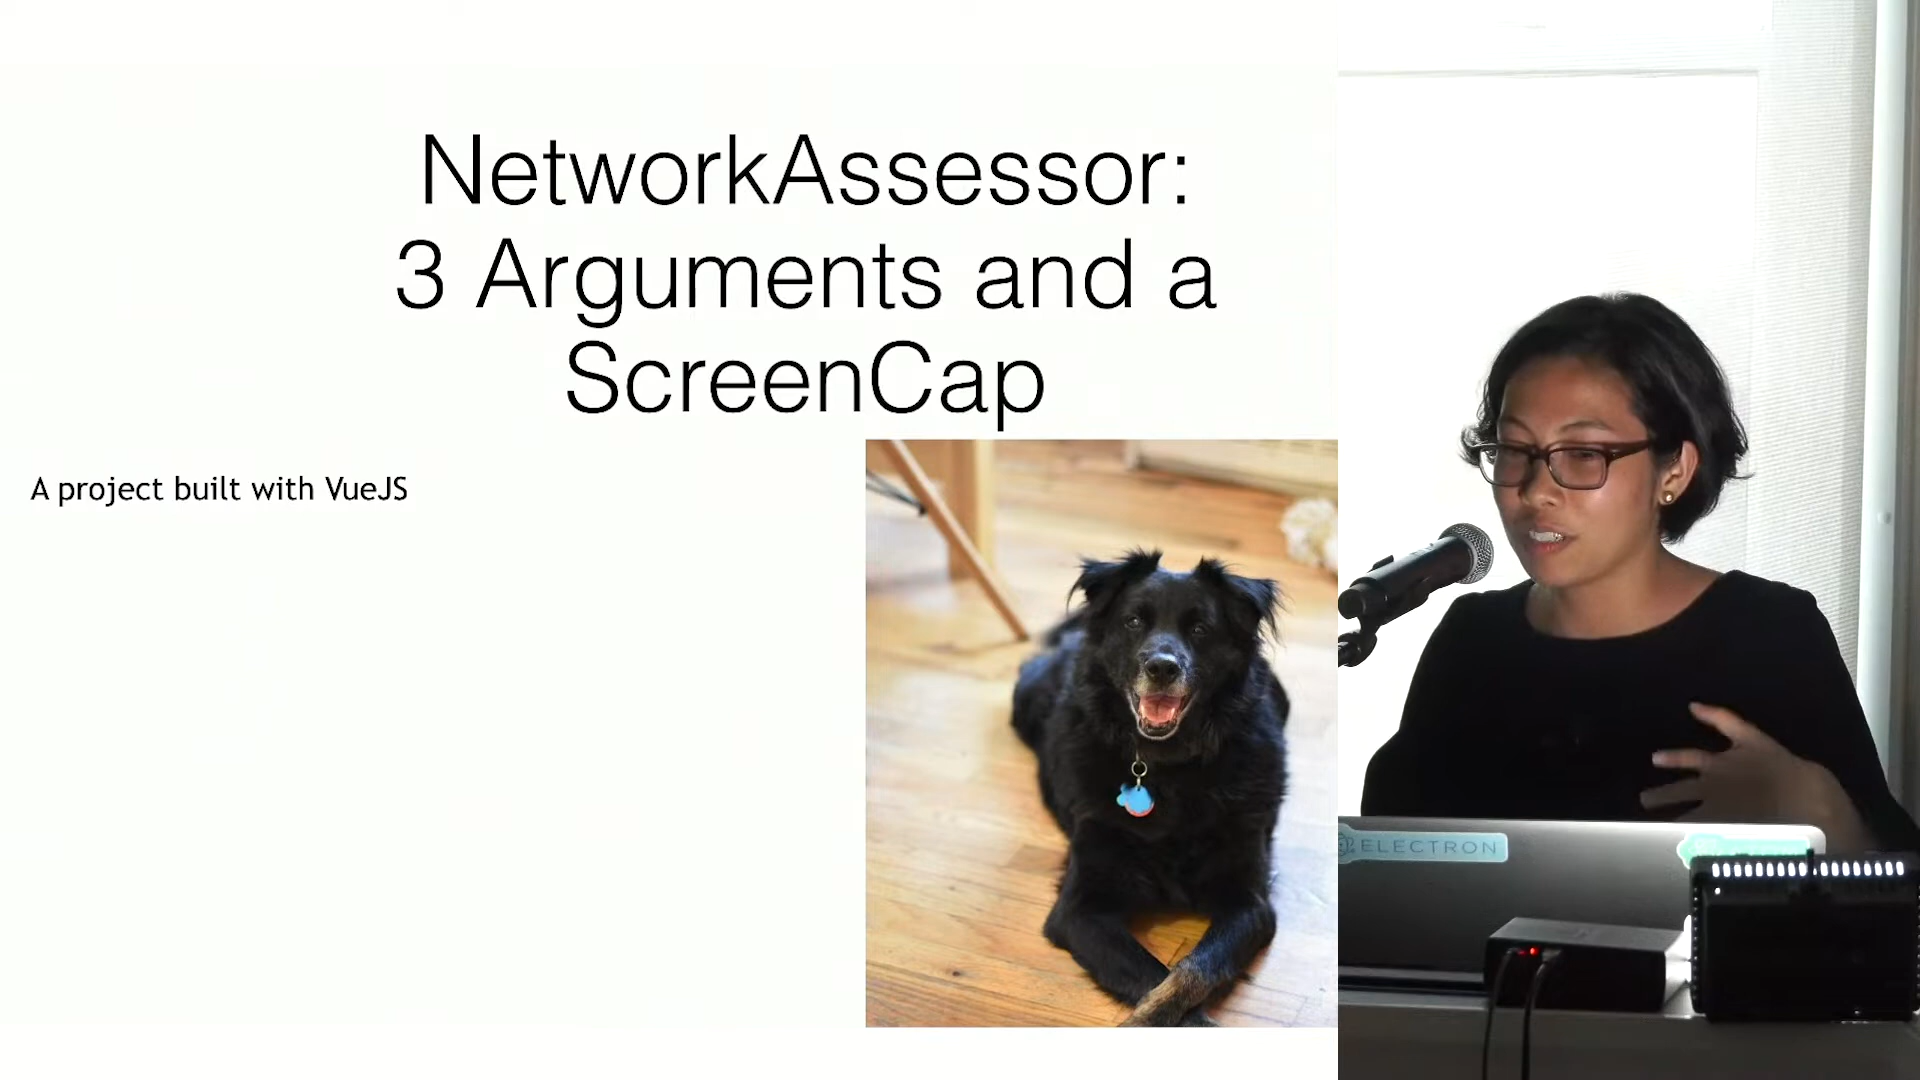 NetworkAssessor:
3 Arguments and a
ScreenCap
A project built with VueJS
ELECTRON